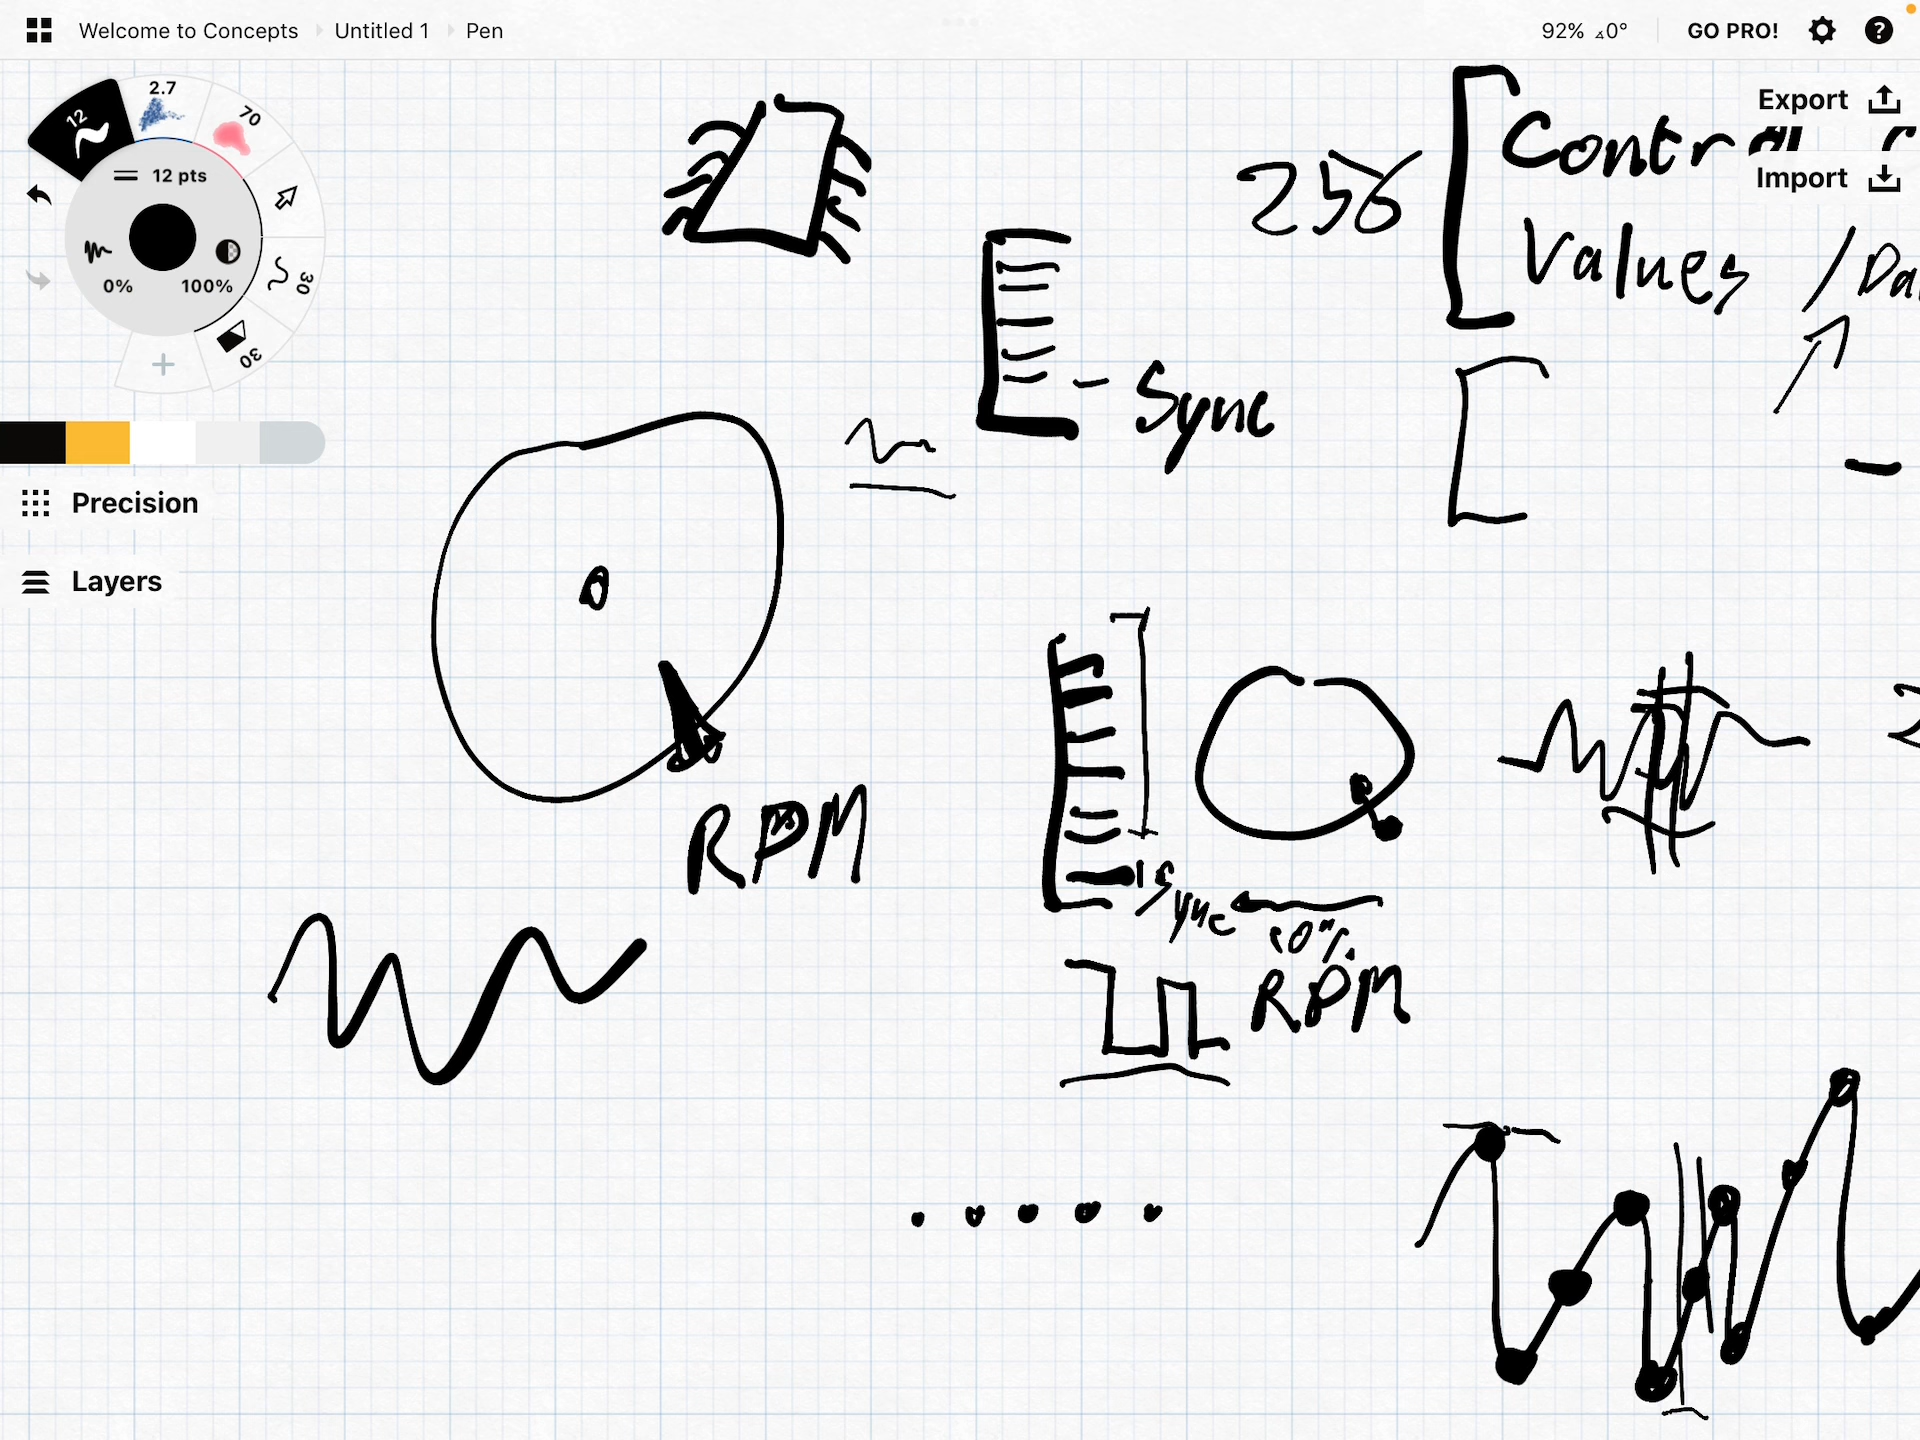 Welcome to Concepts Untitled 1 Pen
92% ⊿0° GO PRO!
2.7
12
70
12 pts
0% 100%
30
30
Export
Import
Precision
Layers
256
Values /
Sync
RPM
Sync
RPM